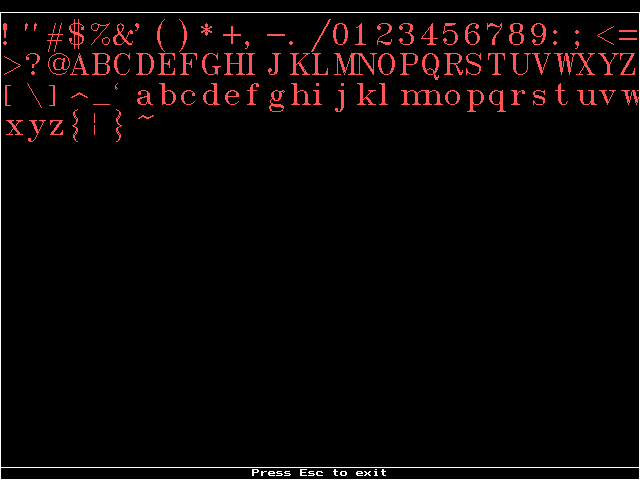 ! " # $ % & ' ( ) * + , - . / 0 1 2 3 4 5 6 7 8 9 : ; < =
> ? @ A B C D E F G H I J K L M N O P Q R S T U V W X Y Z
[ \ ] ^ _ ` a b c d e f g h i j k l m n o p q r s t u v w
x y z { | } ~
Press Esc to exit